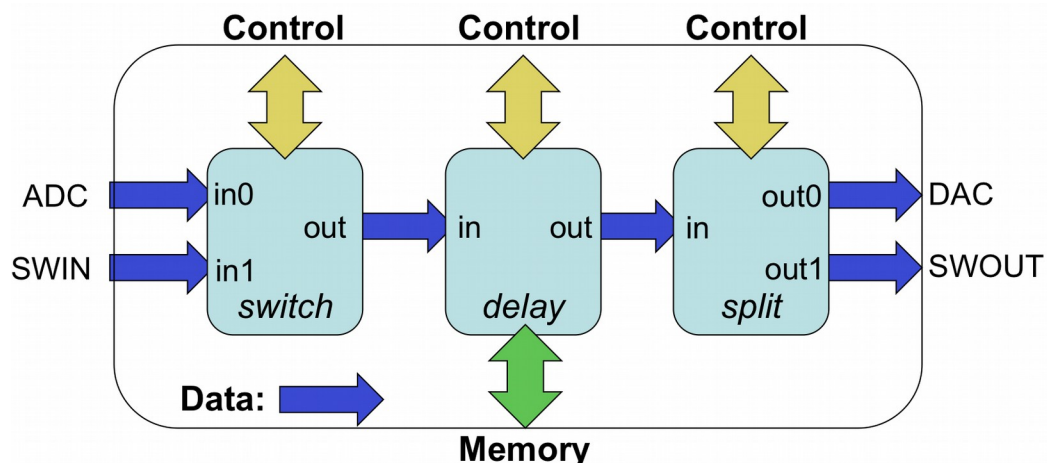 Control Control Control
ADC in0 out0 DAC
out in out in
SWIN in1 out1 SWOUT
switch delay split
Data:
Memory